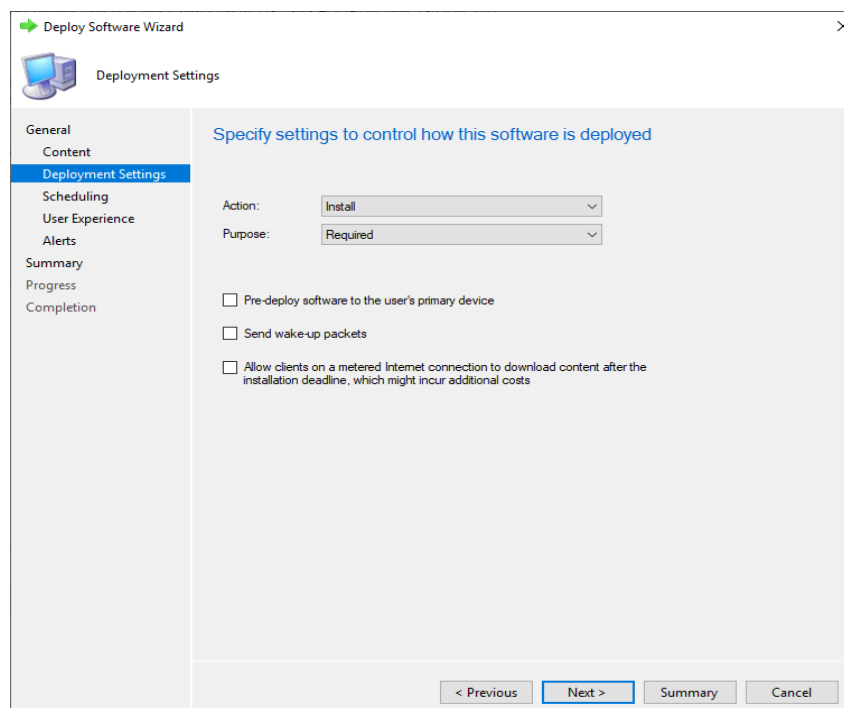 Deploy Software Wizard
Deployment Settings
General
Content
Deployment Settings
Scheduling
User Experience
Alerts
Summary
Progress
Completion
Specify settings to control how this software is deployed
Action: Install
Purpose: Required
Pre-deploy software to the user's primary device
Send wake-up packets
Allow clients on a metered Internet connection to download content after the
installation deadline, which might incur additional costs
< Previous Next > Summary Cancel